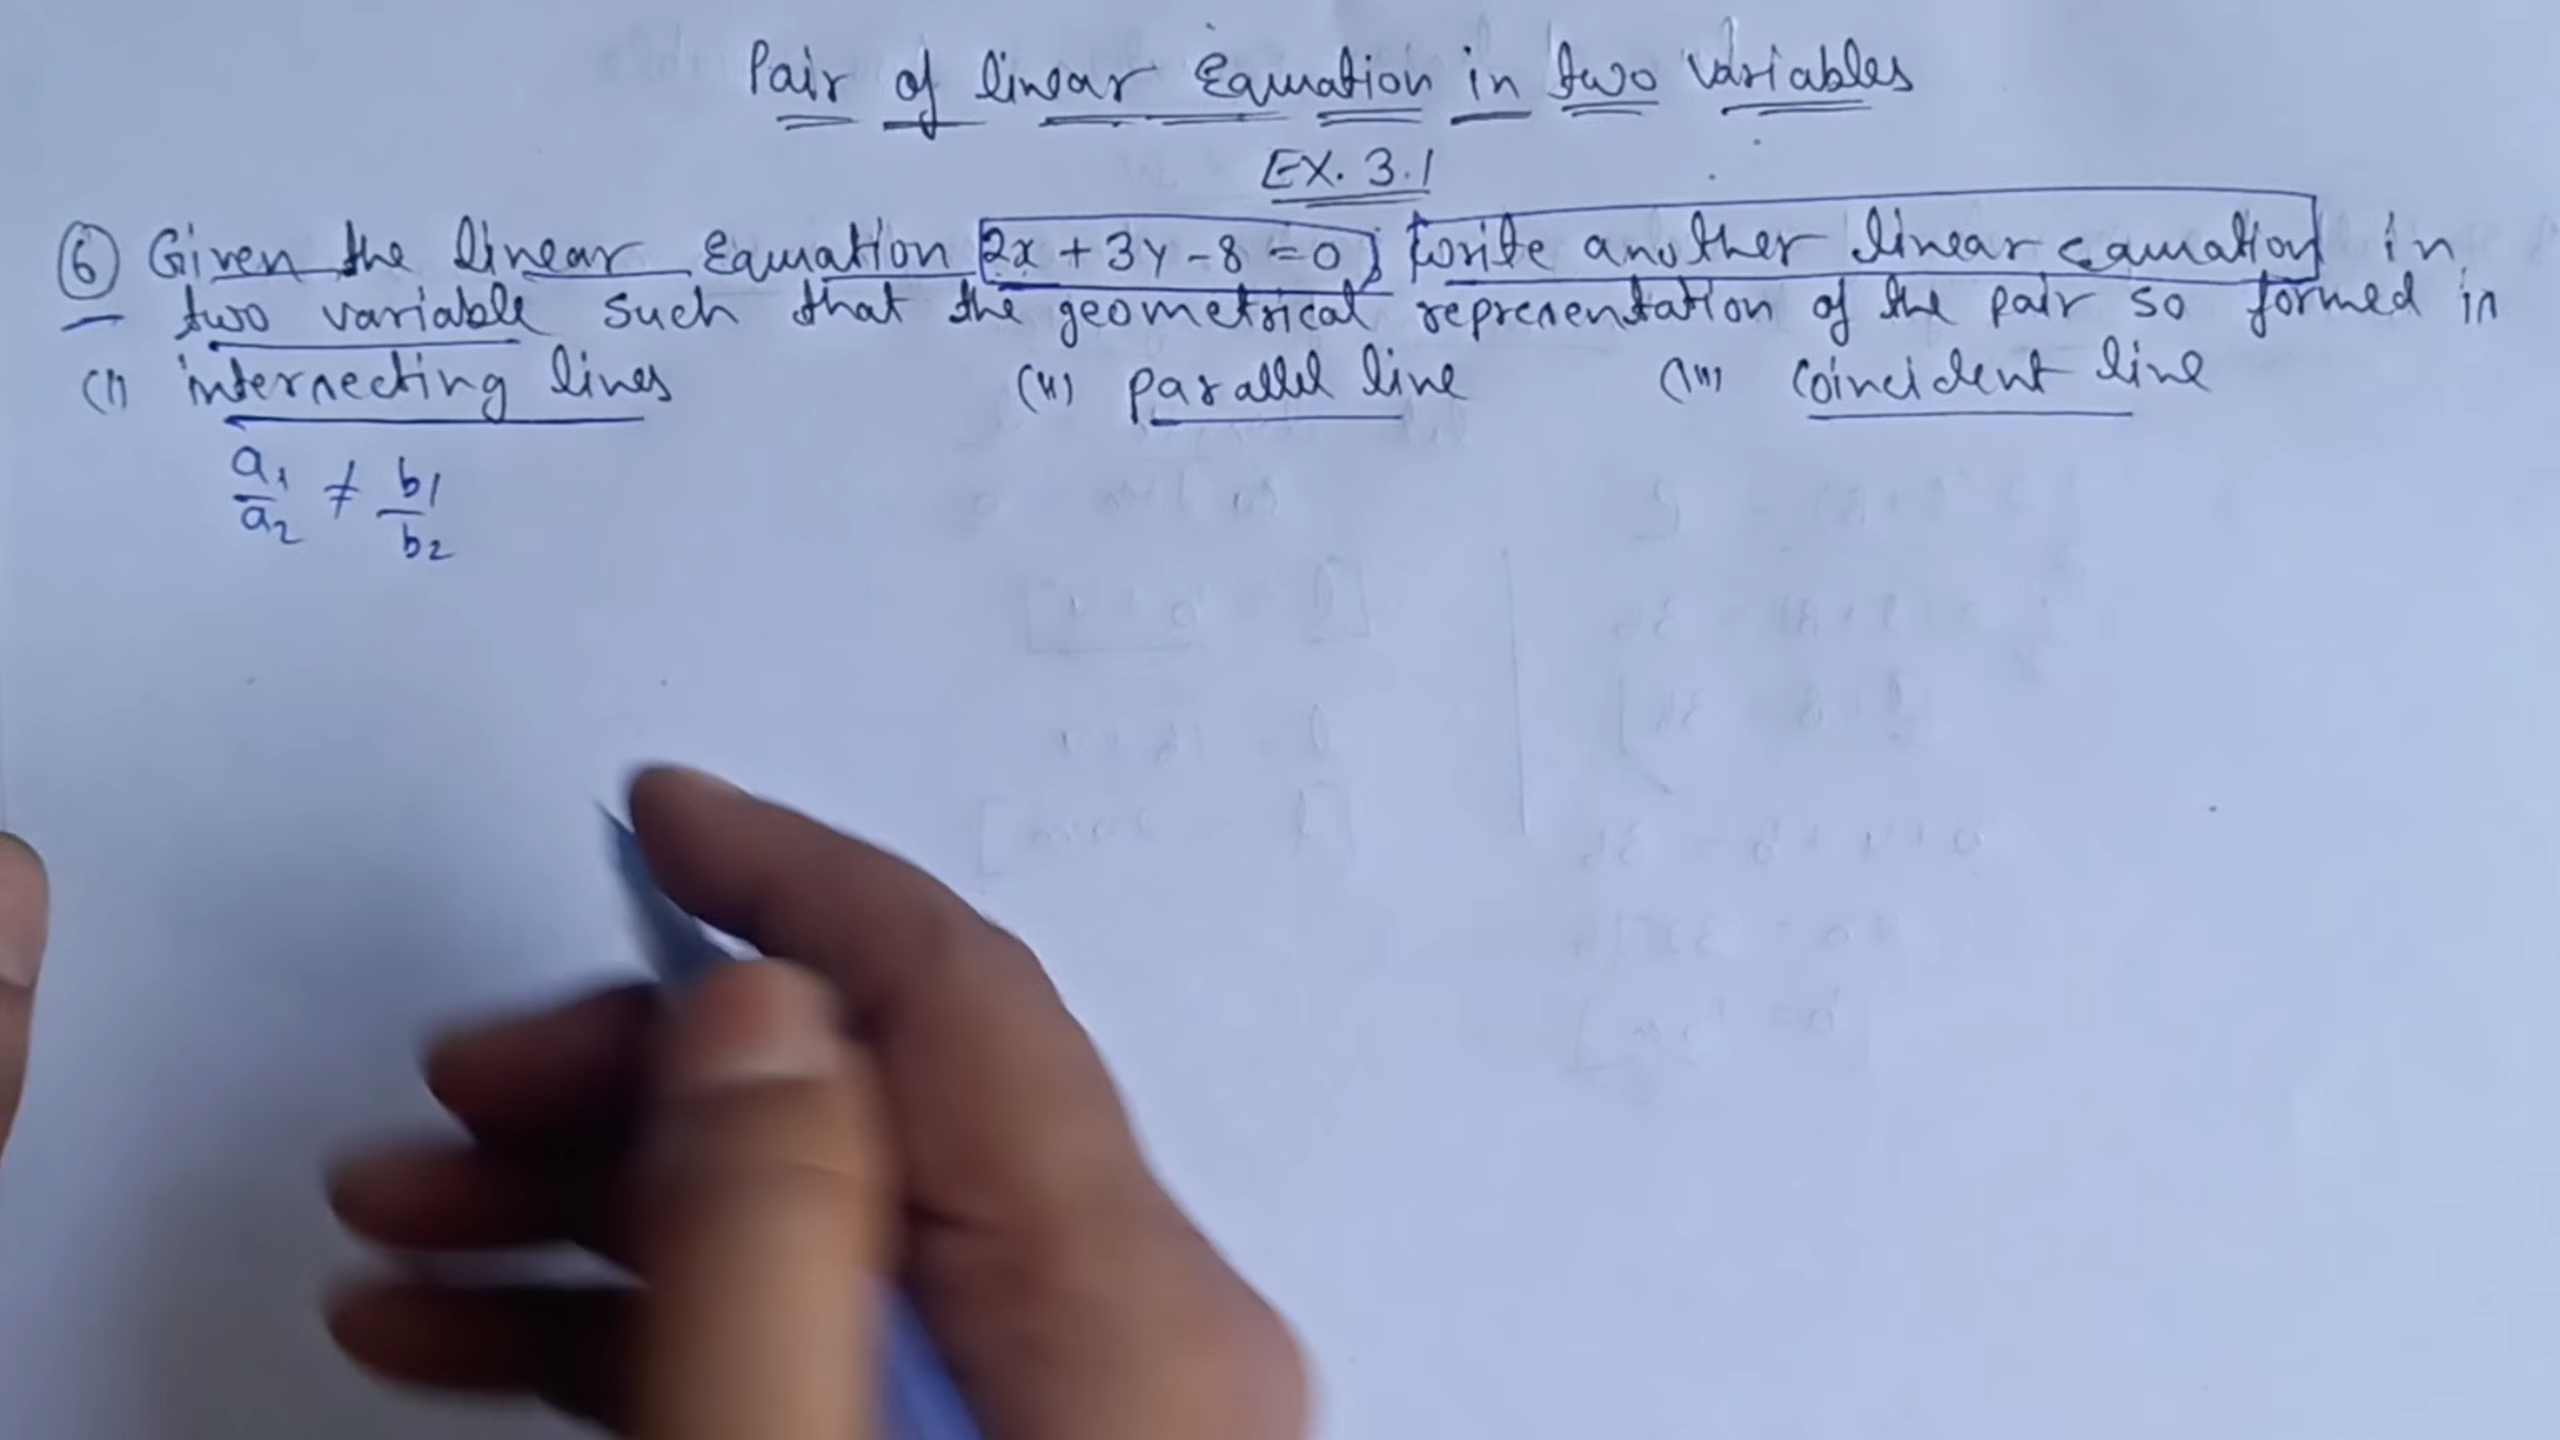 Pair of linear Equation in two variables
EX. 3.1
⑥ Given the linear Equation 2x + 3y - 8 = 0, write another linear equation in
two variable such that the geometrical representation of the pair so formed in
(i) intersecting lines (ii) parallel line (iii) coincident line
a₁/a₂ ≠ b₁/b₂